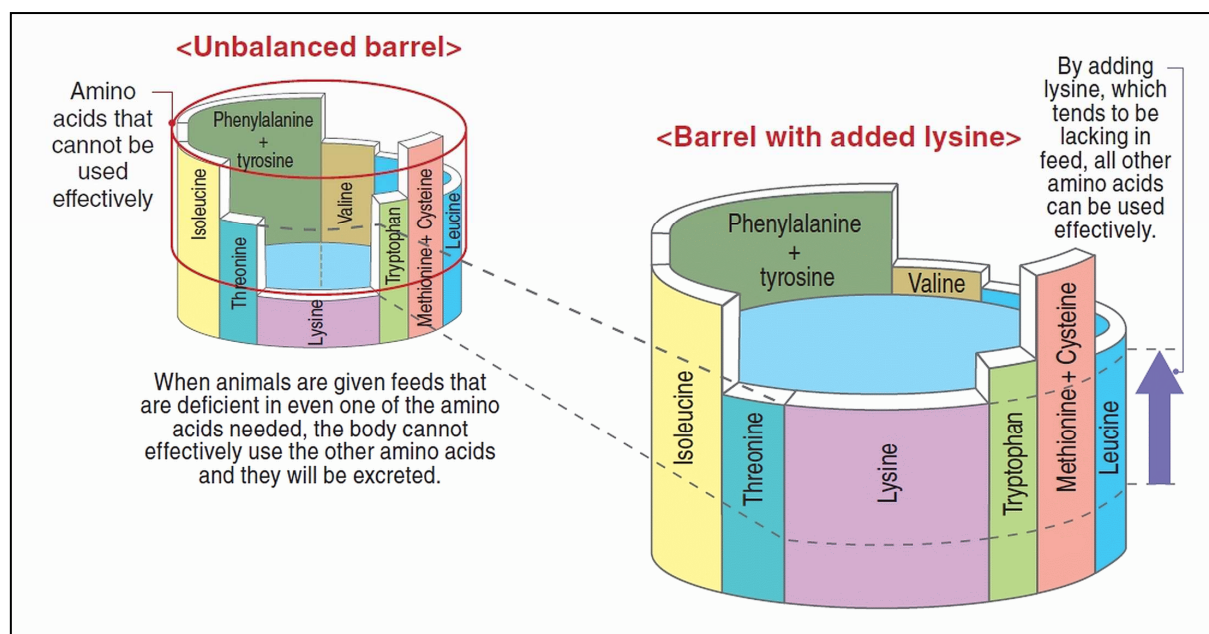 <Unbalanced barrel>
Amino
acids that
cannot be
used
effectively
Phenylalanine
+
tyrosine
Isoleucine
Threonine
Lysine
Valine
Tryptophan
Methionine + Cysteine
Leucine
When animals are given feeds that
are deficient in even one of the amino
acids needed, the body cannot
effectively use the other amino acids
and they will be excreted.
<Barrel with added lysine>
Phenylalanine
+
tyrosine
Valine
Isoleucine
Threonine
Lysine
Tryptophan
Methionine + Cysteine
Leucine
By adding
lysine, which
tends to be
lacking in
feed, all other
amino acids
can be used
effectively.